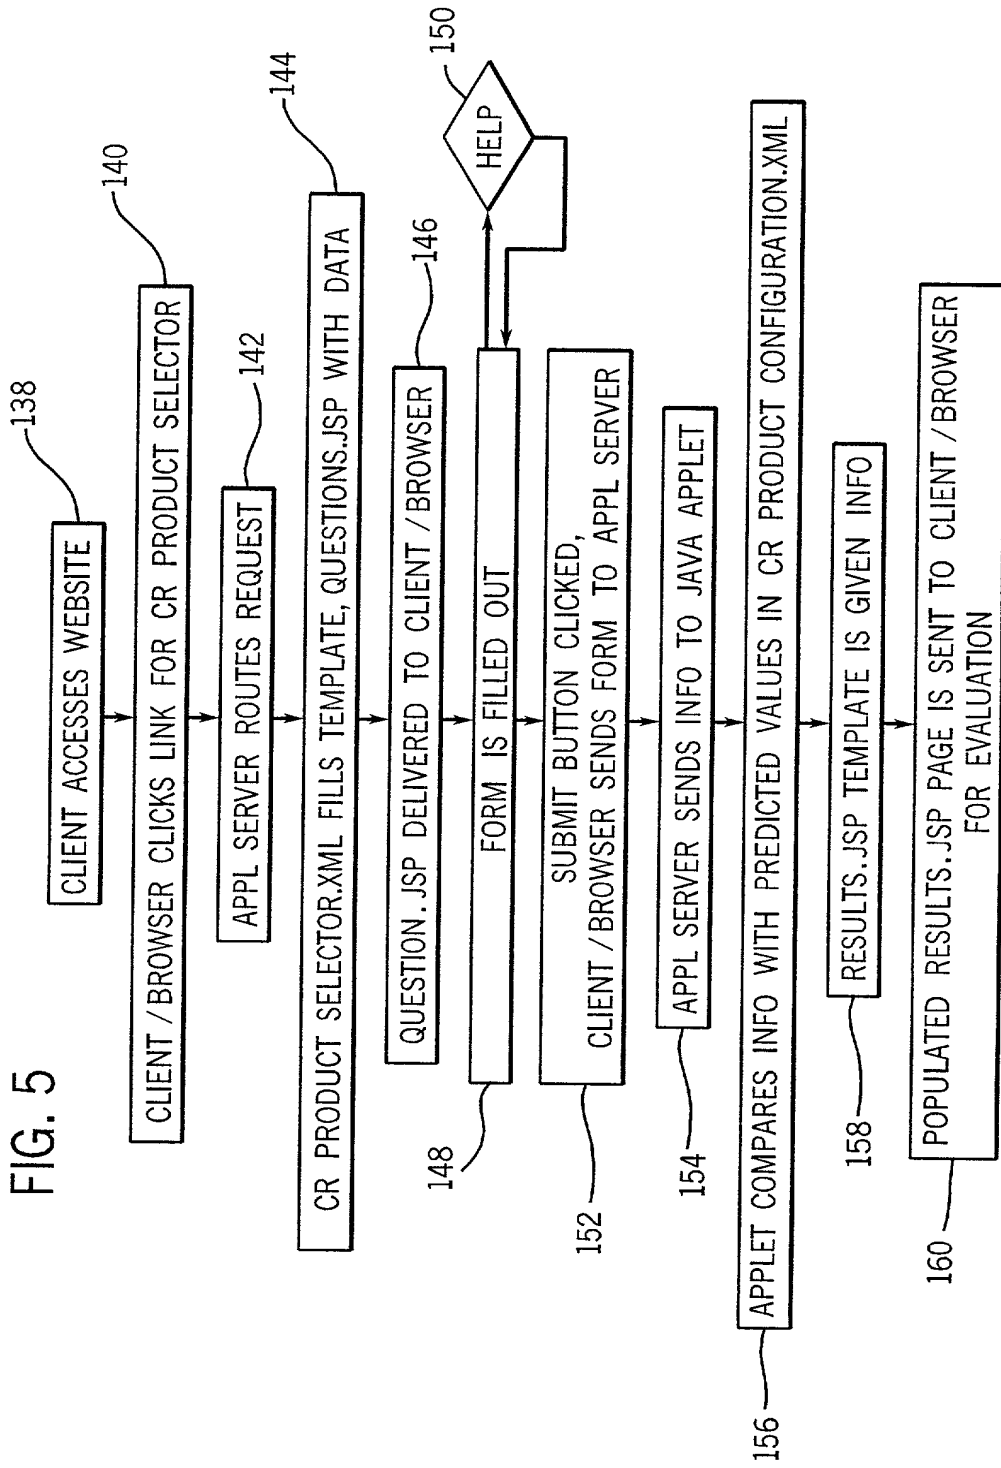 FIG. 5
CLIENT ACCESSES WEBSITE
138
CLIENT/BROWSER CLICKS LINK FOR CR PRODUCT SELECTOR
140
APPL SERVER ROUTES REQUEST
142
CR PRODUCT SELECTOR.XML FILLS TEMPLATE, QUESTIONS.JSP WITH DATA
144
QUESTION.JSP DELIVERED TO CLIENT/BROWSER
146
FORM IS FILLED OUT
148
HELP
150
SUBMIT BUTTON CLICKED,
CLIENT/BROWSER SENDS FORM TO APPL SERVER
152
APPL SERVER SENDS INFO TO JAVA APPLET
154
APPLET COMPARES INFO WITH PREDICTED VALUES IN CR PRODUCT CONFIGURATION.XML
156
RESULTS.JSP TEMPLATE IS GIVEN INFO
158
POPULATED RESULTS.JSP PAGE IS SENT TO CLIENT/BROWSER
FOR EVALUATION
160